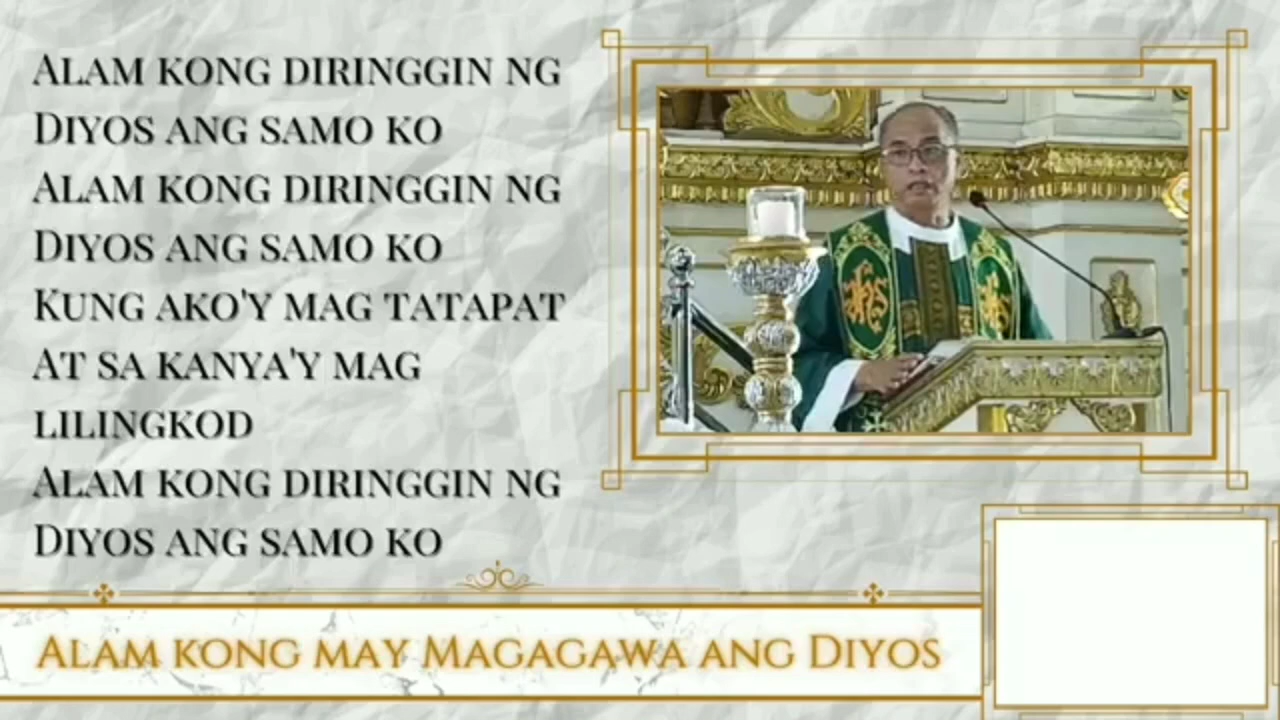 Alam kong diringgin ng
Diyos ang samo ko
Alam kong diringgin ng
Diyos ang samo ko
Kung ako'y mag tatapat
At sa kanya'y mag
lilingkod
Alam kong diringgin ng
Diyos ang samo ko
Alam kong may Magagawa ang Diyos